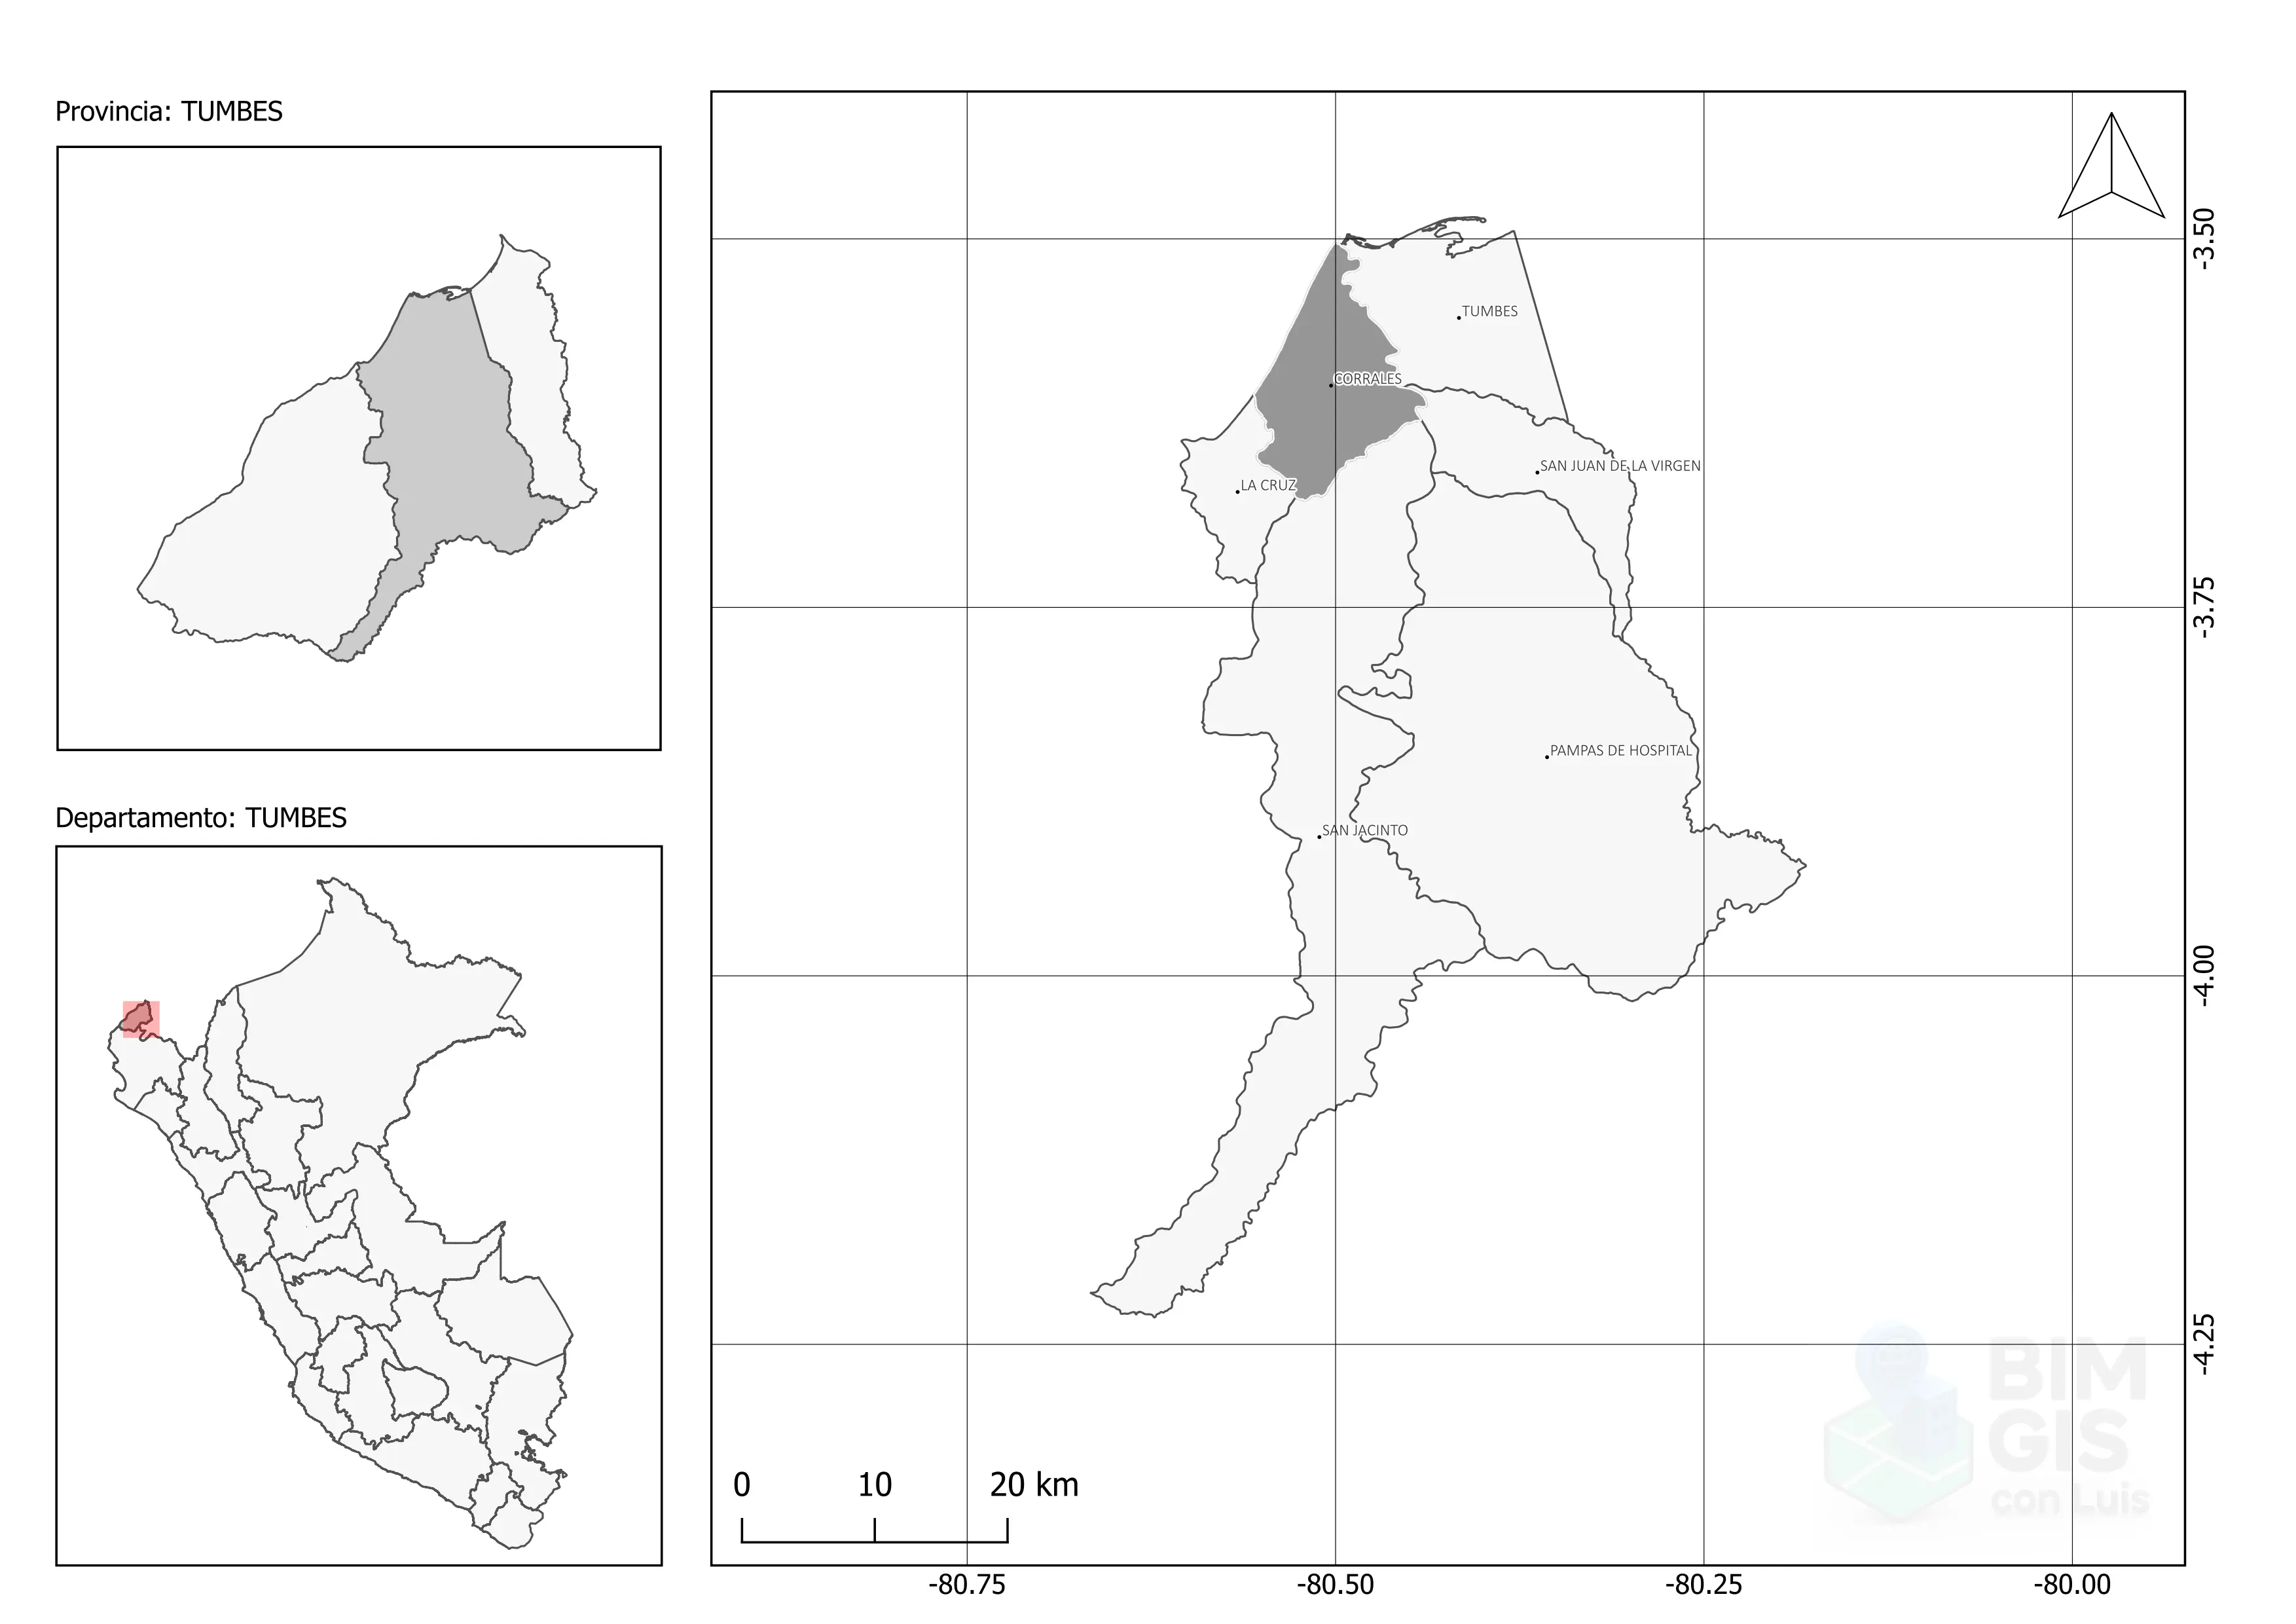 Provincia: TUMBES
Departamento: TUMBES
TUMBES
CORRALES
SAN JUAN DE LA VIRGEN
LA CRUZ
PAMPAS DE HOSPITAL
SAN JACINTO
-3.50
-3.75
-4.00
-4.25
BIM
GIS
con Luis
0 10 20 km
-80.75 -80.50 -80.25 -80.00